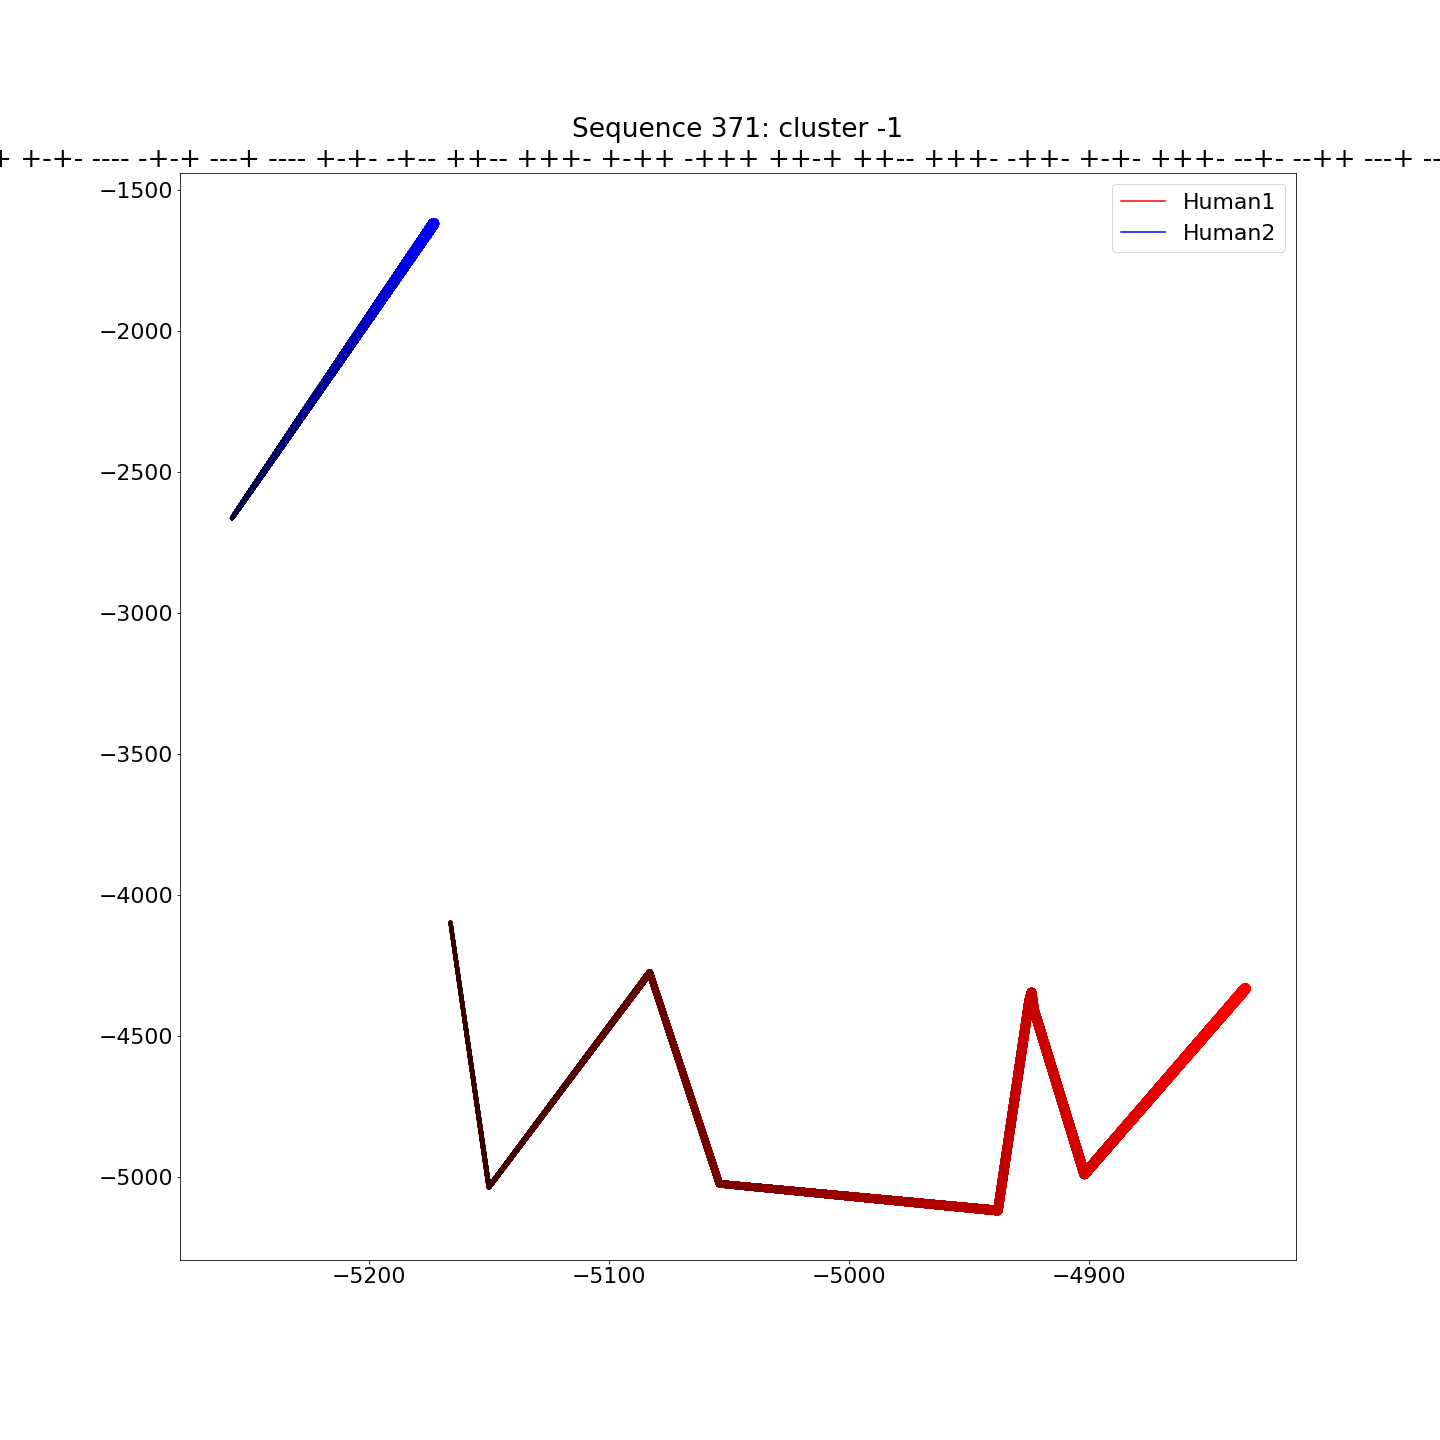 Sequence 371: cluster -1
+ +-+- ---- -+-+ ---+ ---- +-+- -+-- ++-- +++- +-++ -+++ ++-+ ++-- +++- -++- +-+- +++- --+- --++ ---+ --
−1500
Human1
Human2
−2000
−2500
−3000
−3500
−4000
−4500
−5000
−5200 −5100 −5000 −4900